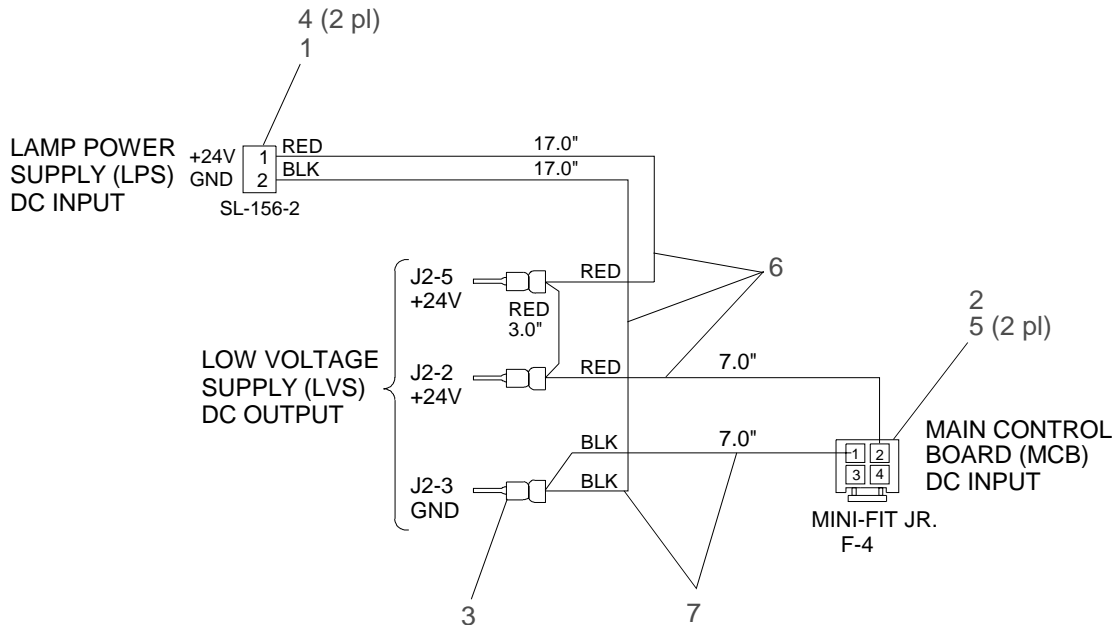 4 (2 pl)
1
LAMP POWER
SUPPLY (LPS)
DC INPUT
+24V
GND
1
2
SL-156-2
RED
17.0"
BLK
17.0"
J2-5
+24V
RED
RED
3.0"
6
2
5 (2 pl)
LOW VOLTAGE
SUPPLY (LVS)
DC OUTPUT
J2-2
+24V
RED
7.0"
BLK
7.0"
J2-3
GND
BLK
1
2
3
4
MAIN CONTROL
BOARD (MCB)
DC INPUT
MINI-FIT JR.
F-4
3
7